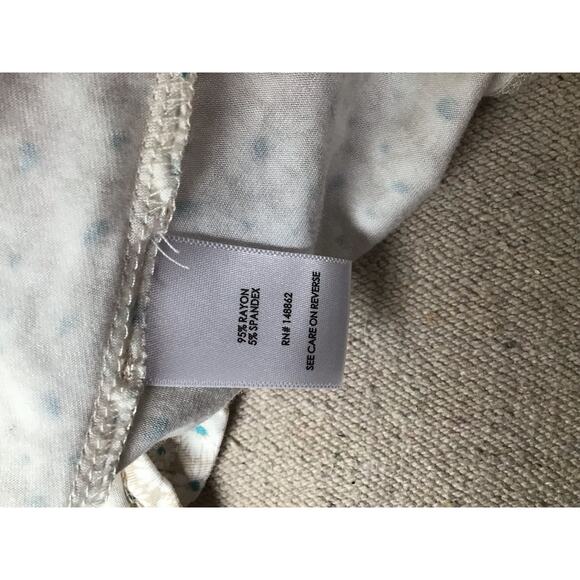 95% RAYON
5% SPANDEX
RN# 148862
SEE CARE ON REVERSE